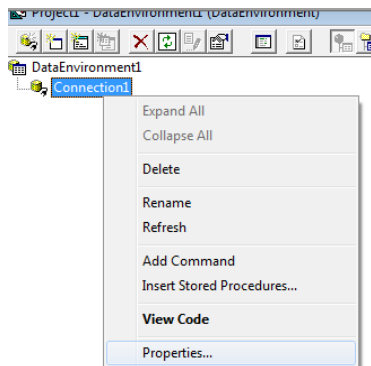 Project1 - DataEnvironment1 (DataEnvironment)
DataEnvironment1
Connection1
Expand All
Collapse All
Delete
Rename
Refresh
Add Command
Insert Stored Procedures...
View Code
Properties...